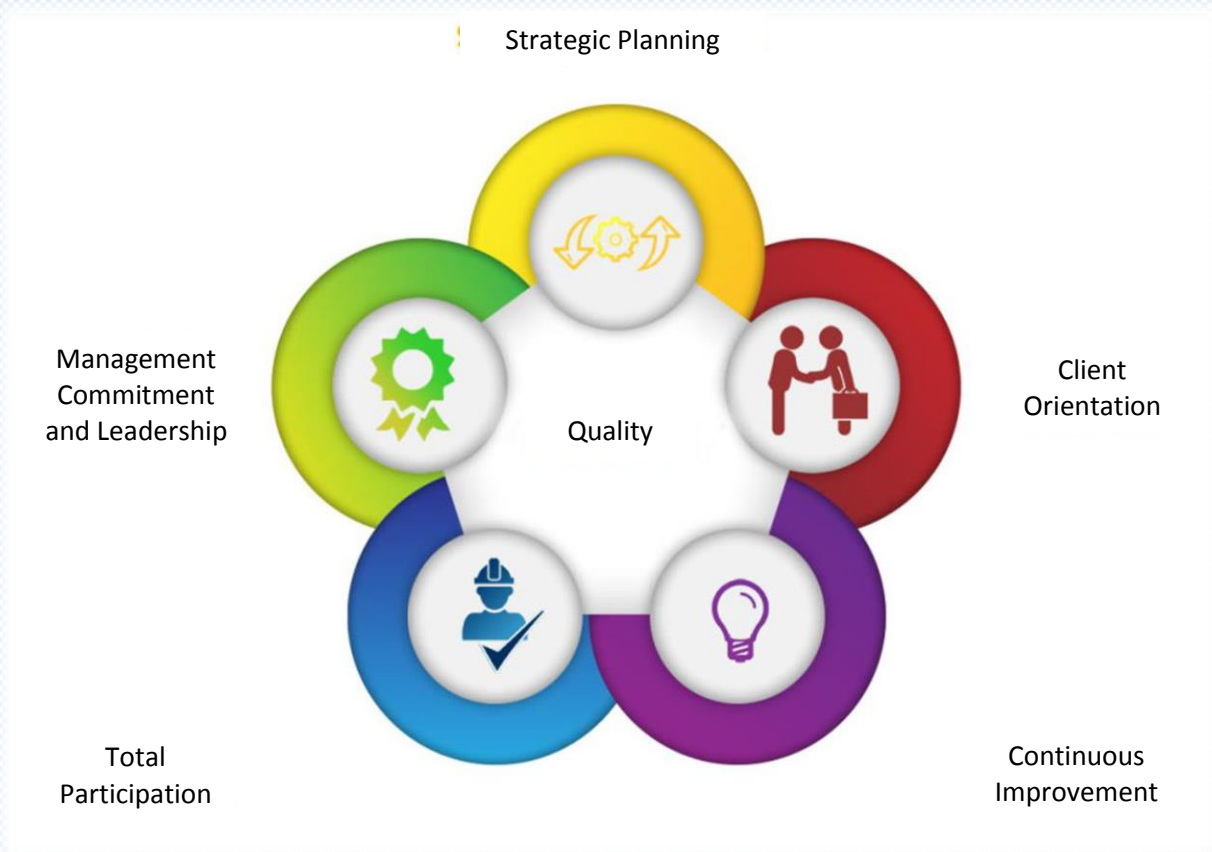 Strategic Planning
Management
Commitment
and Leadership
Client
Orientation
Quality
Total
Participation
Continuous
Improvement